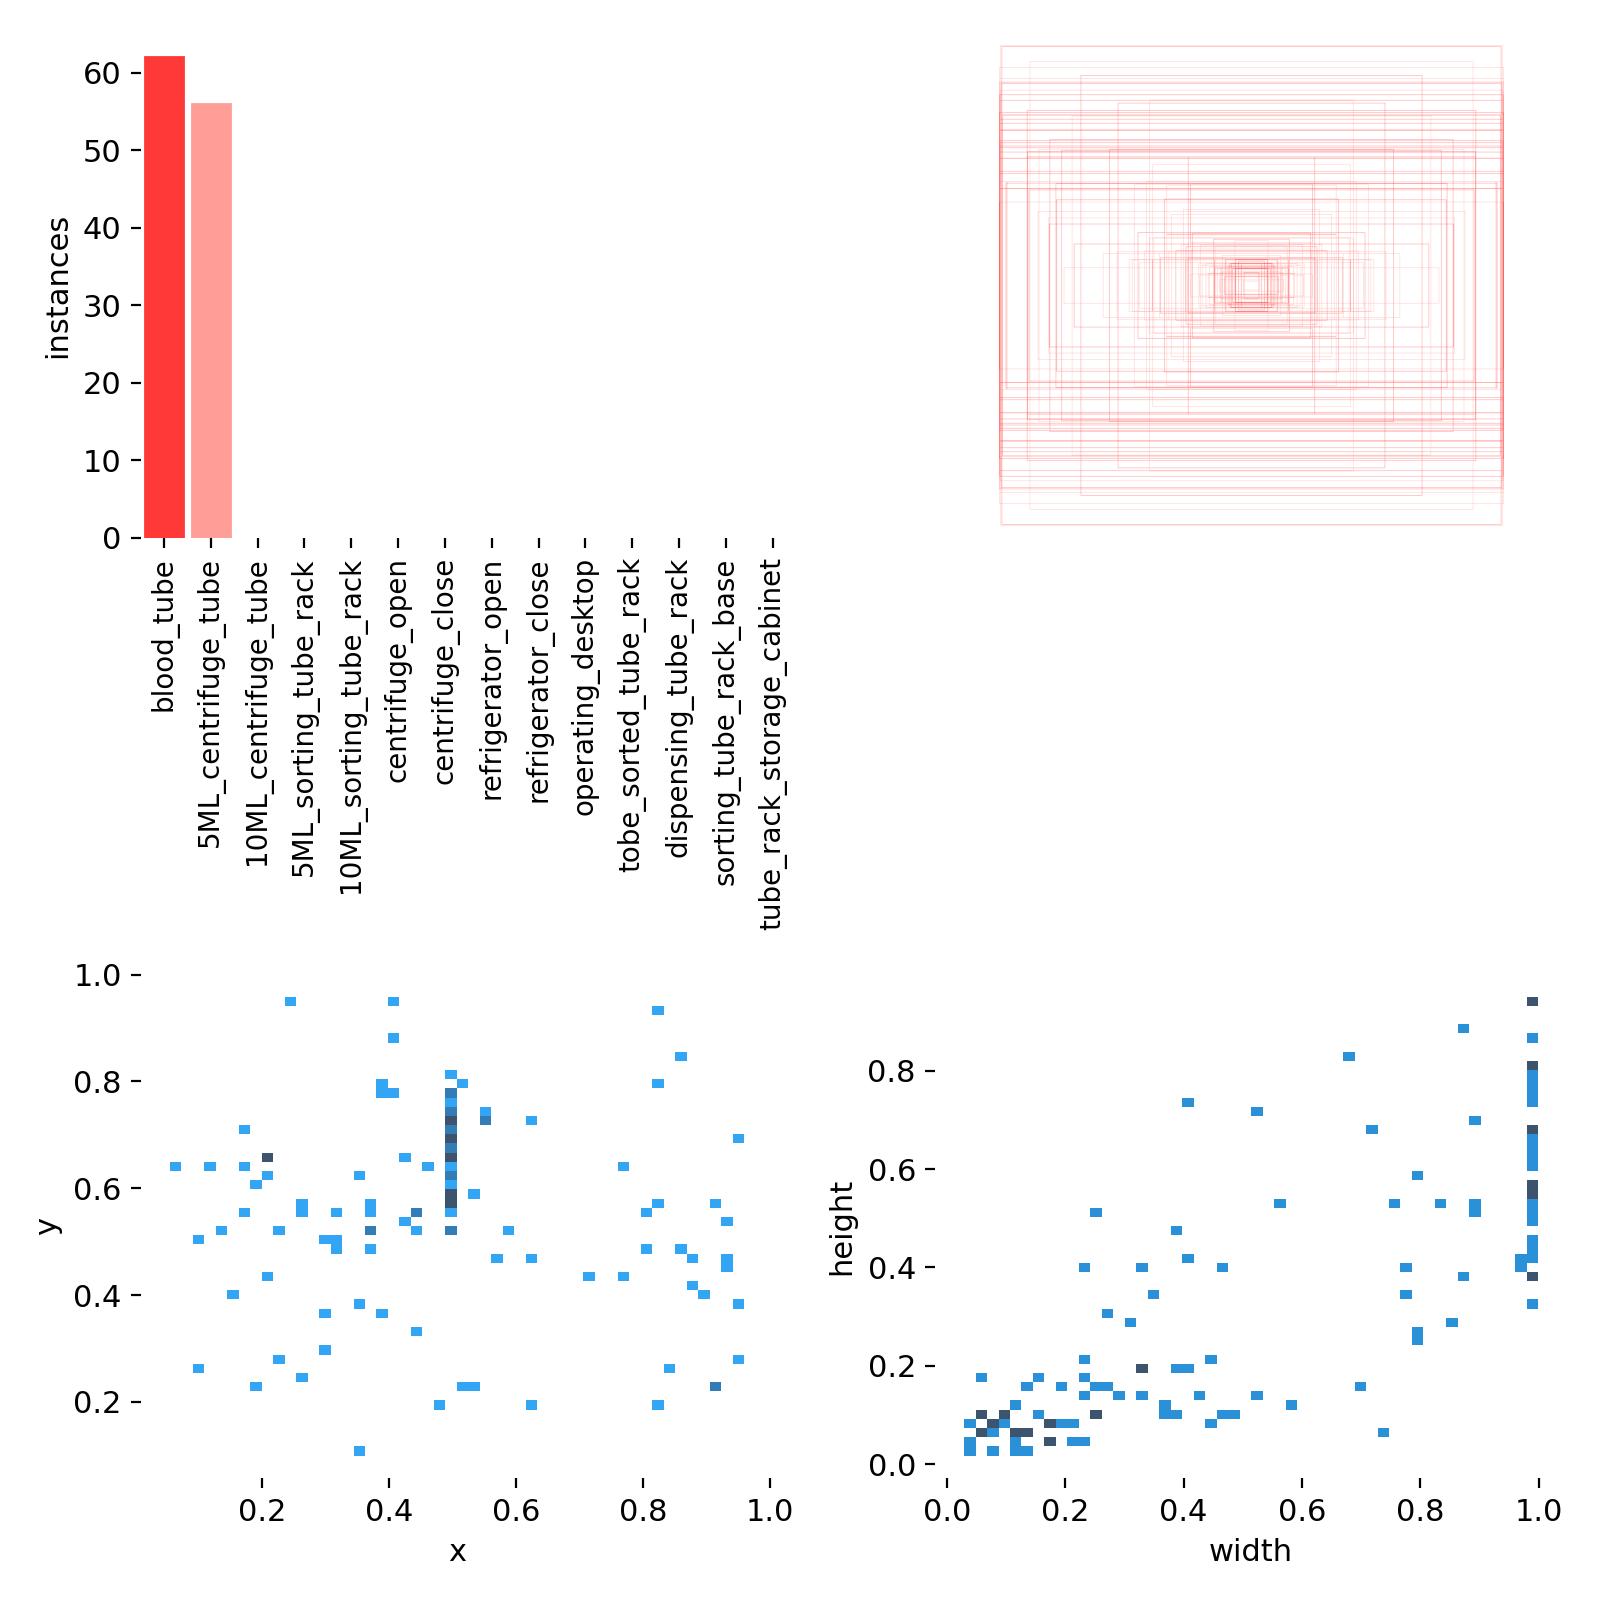 60
50
40
30
20
10
0
instances
blood_tube
5ML_centrifuge_tube
10ML_centrifuge_tube
5ML_sorting_tube_rack
10ML_sorting_tube_rack
centrifuge_open
centrifuge_close
refrigerator_open
refrigerator_close
operating_desktop
tobe_sorted_tube_rack
dispensing_tube_rack
sorting_tube_rack_base
tube_rack_storage_cabinet
1.0
0.8
0.6
0.4
0.2
y
0.2 0.4 0.6 0.8 1.0
x
0.8
0.6
0.4
0.2
0.0
height
0.0 0.2 0.4 0.6 0.8 1.0
width